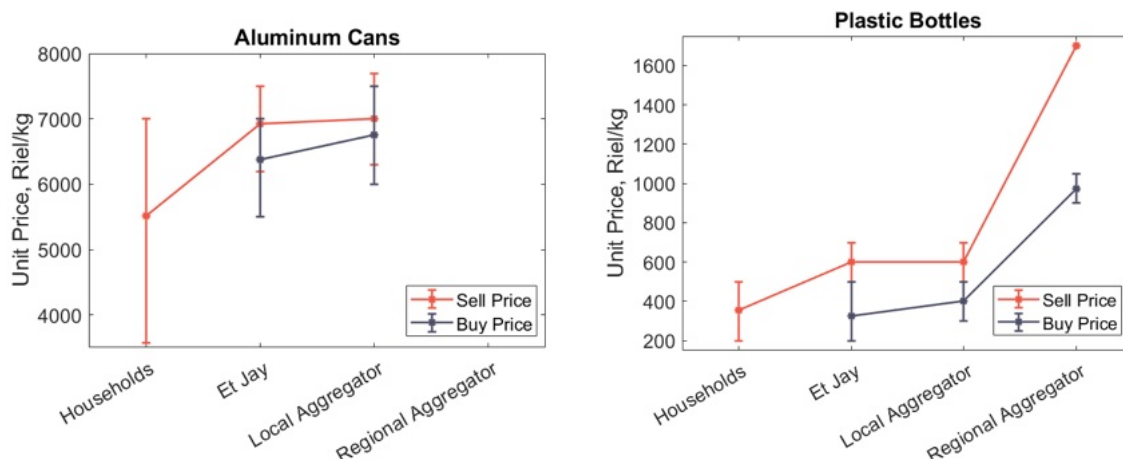 Aluminum Cans
Unit Price, Riel/kg
8000
7000
6000
5000
4000
Sell Price
Buy Price
Households
Et Jay
Local Aggregator
Regional Aggregator
Plastic Bottles
Unit Price, Riel/kg
1600
1400
1200
1000
800
600
400
200
Sell Price
Buy Price
Households
Et Jay
Local Aggregator
Regional Aggregator